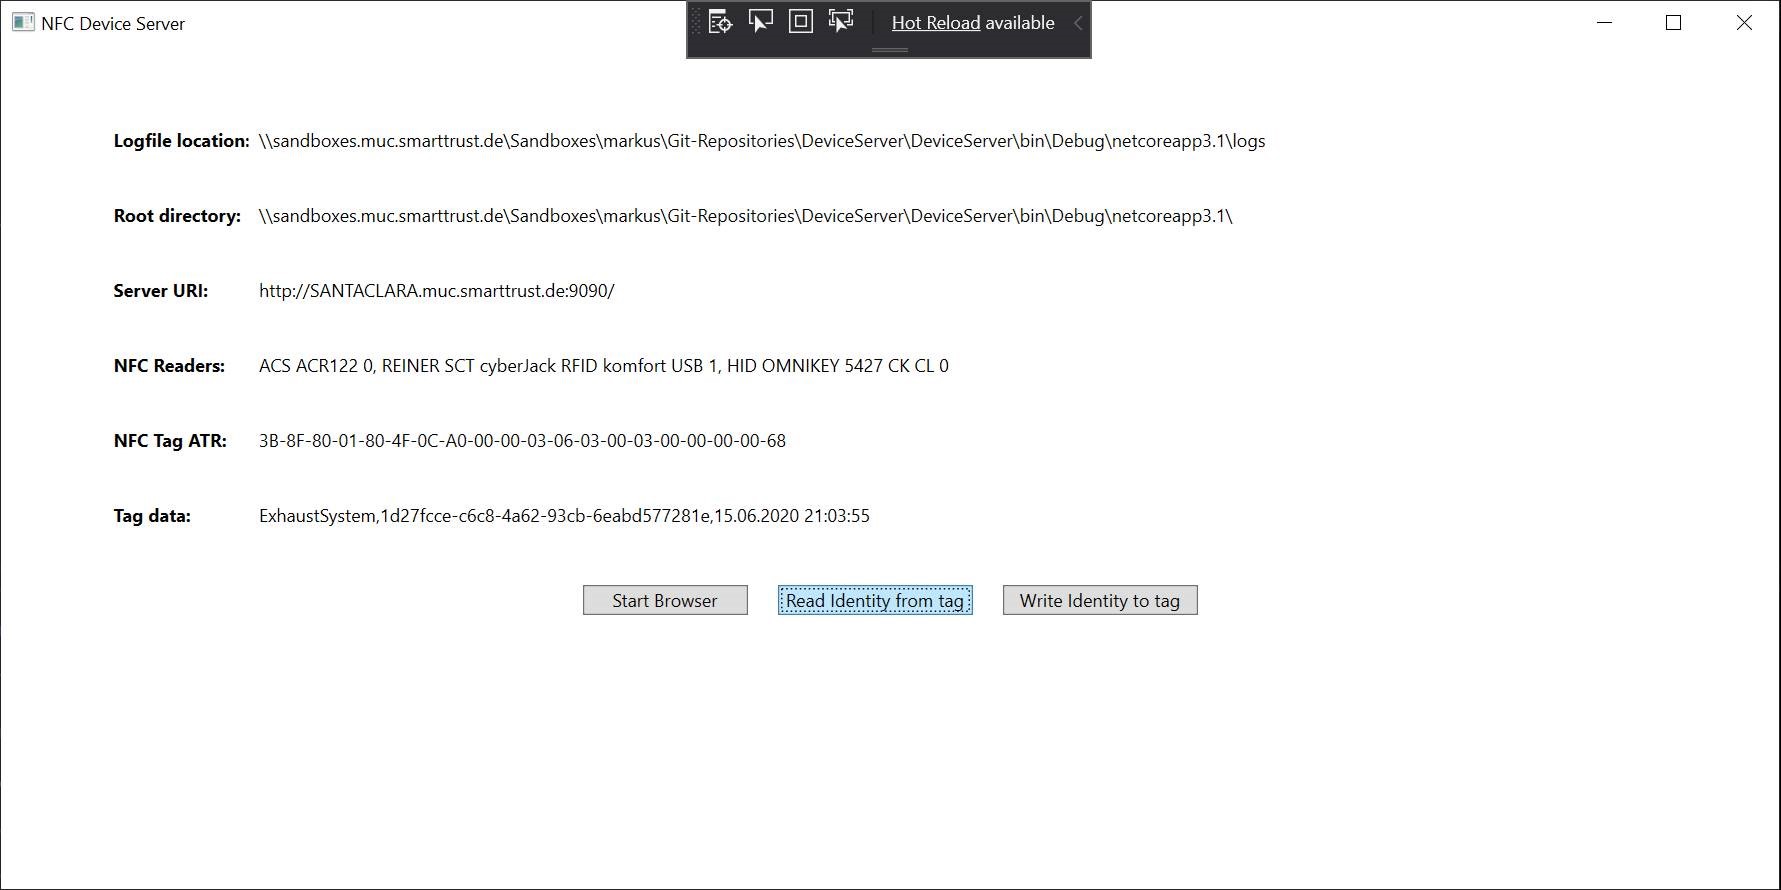 NFC Device Server
Hot Reload available
Logfile location: \\sandboxes.muc.smarttrust.de\Sandboxes\markus\Git-Repositories\DeviceServer\DeviceServer\bin\Debug\netcoreapp3.1\logs
Root directory: \\sandboxes.muc.smarttrust.de\Sandboxes\markus\Git-Repositories\DeviceServer\DeviceServer\bin\Debug\netcoreapp3.1\
Server URI: http://SANTACLARA.muc.smarttrust.de:9090/
NFC Readers: ACS ACR122 0, REINER SCT cyberJack RFID komfort USB 1, HID OMNIKEY 5427 CK CL 0
NFC Tag ATR: 3B-8F-80-01-80-4F-0C-A0-00-00-03-06-03-00-03-00-00-00-00-68
Tag data: ExhaustSystem,1d27fcce-c6c8-4a62-93cb-6eabd577281e,15.06.2020 21:03:55
Start Browser Read Identity from tag Write Identity to tag